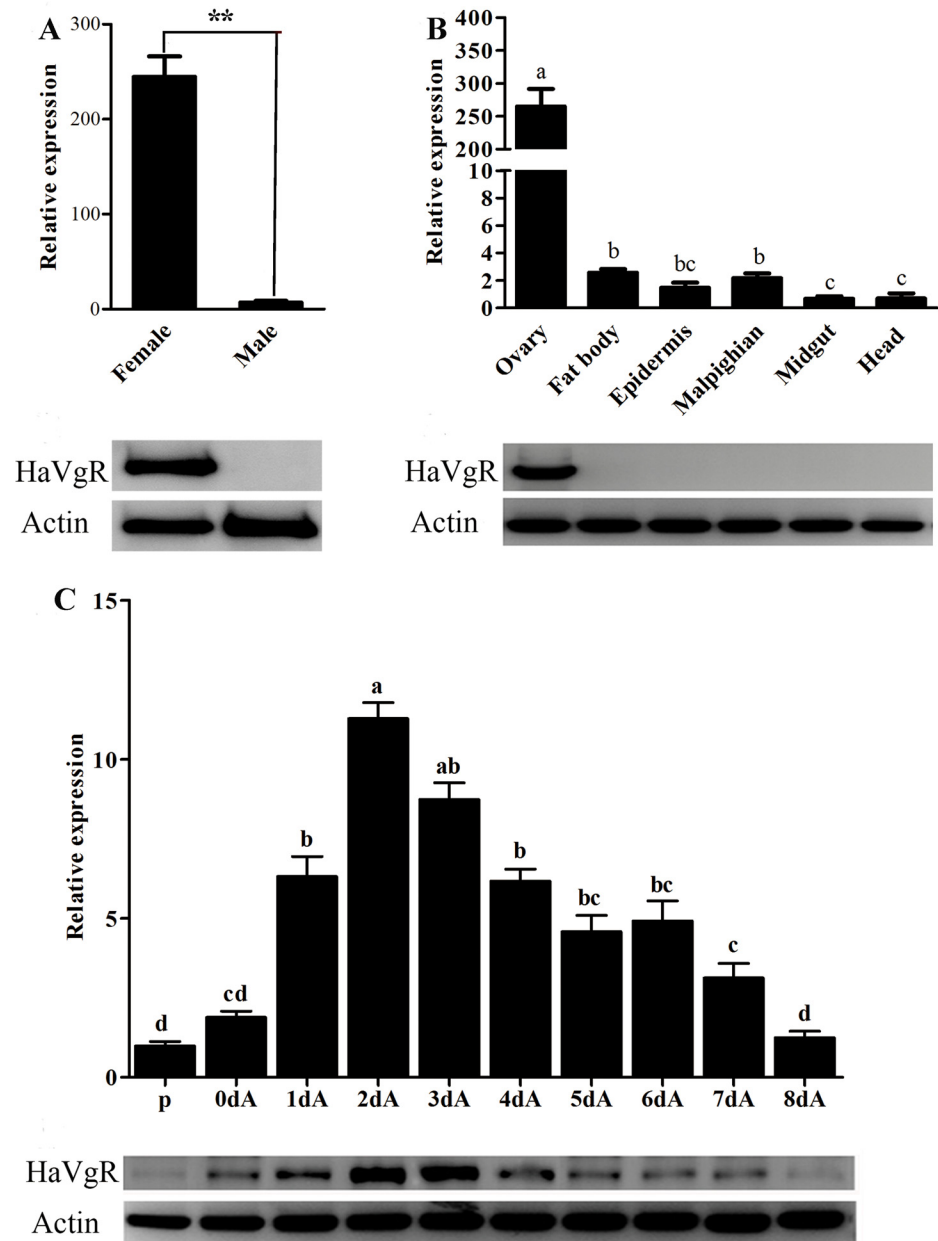 A
**
Relative expression
300
200
100
0
Female
Male
HaVgR
Actin
B
Relative expression
400
350
300
250
200
10
8
6
4
2
0
a
b
bc
b
c
c
Ovary
Fat body
Epidermis
Malpighian
Midgut
Head
HaVgR
Actin
C
Relative expression
15
10
5
0
d
cd
b
a
ab
b
bc
bc
c
d
p
0dA
1dA
2dA
3dA
4dA
5dA
6dA
7dA
8dA
HaVgR
Actin